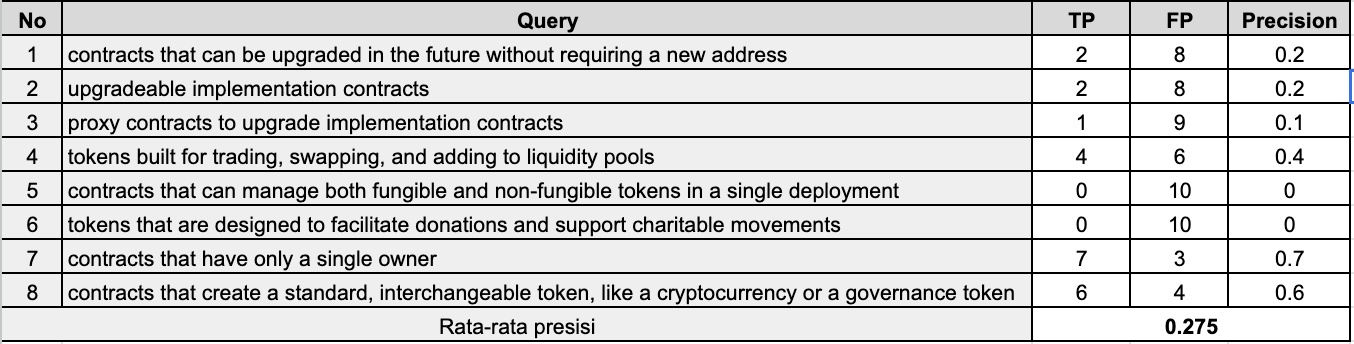 No Query TP FP Precision
1 contracts that can be upgraded in the future without requiring a new address 2 8 0.2
2 upgradeable implementation contracts 2 8 0.2
3 proxy contracts to upgrade implementation contracts 1 9 0.1
4 tokens built for trading, swapping, and adding to liquidity pools 4 6 0.4
5 contracts that can manage both fungible and non-fungible tokens in a single deployment 0 10 0
6 tokens that are designed to facilitate donations and support charitable movements 0 10 0
7 contracts that have only a single owner 7 3 0.7
8 contracts that create a standard, interchangeable token, like a cryptocurrency or a governance token 6 4 0.6
Rata-rata presisi 0.275